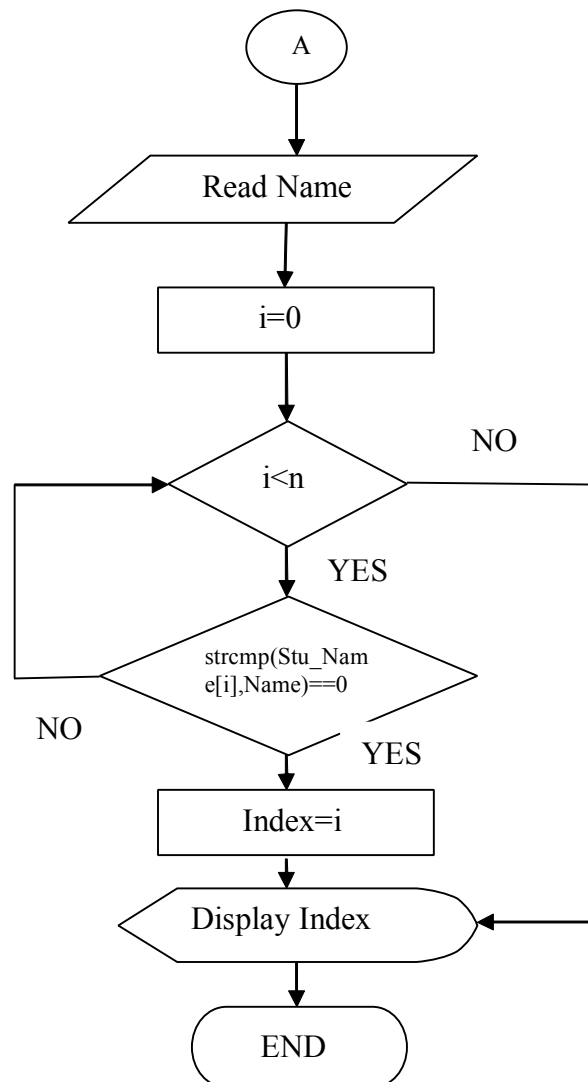 A
Read Name
i=0
NO
i<n
YES
strcmp(Stu_Nam
e[i],Name)==0
NO
YES
Index=i
Display Index
END